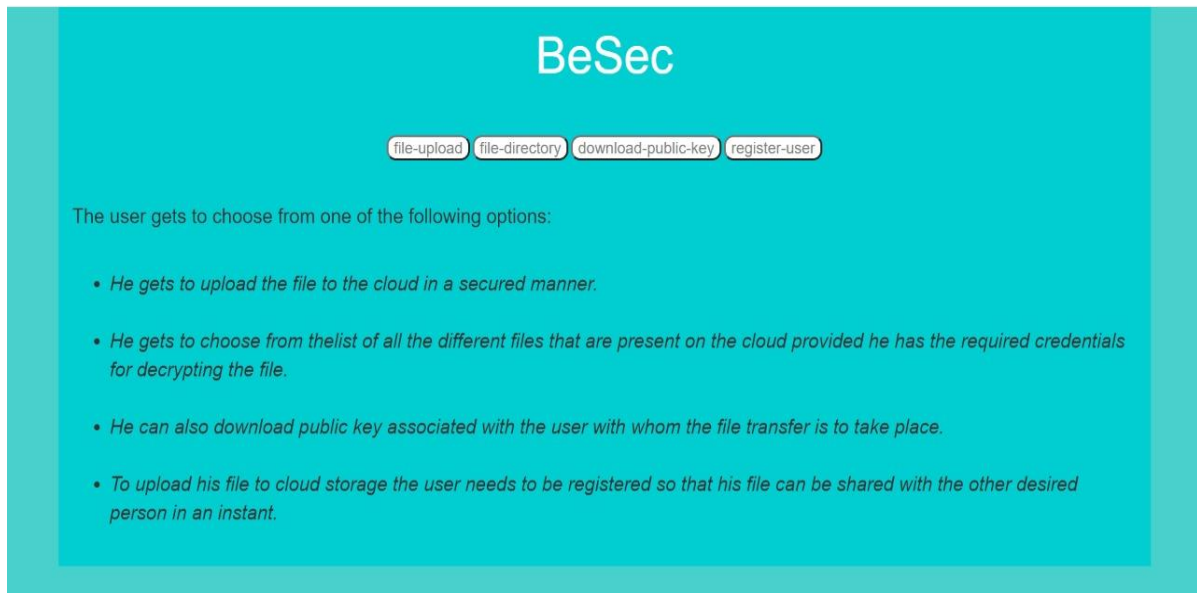 BeSec
file-upload file-directory download-public-key register-user
The user gets to choose from one of the following options:
• He gets to upload the file to the cloud in a secured manner.
• He gets to choose from thelist of all the different files that are present on the cloud provided he has the required credentials
for decrypting the file.
• He can also download public key associated with the user with whom the file transfer is to take place.
• To upload his file to cloud storage the user needs to be registered so that his file can be shared with the other desired
person in an instant.